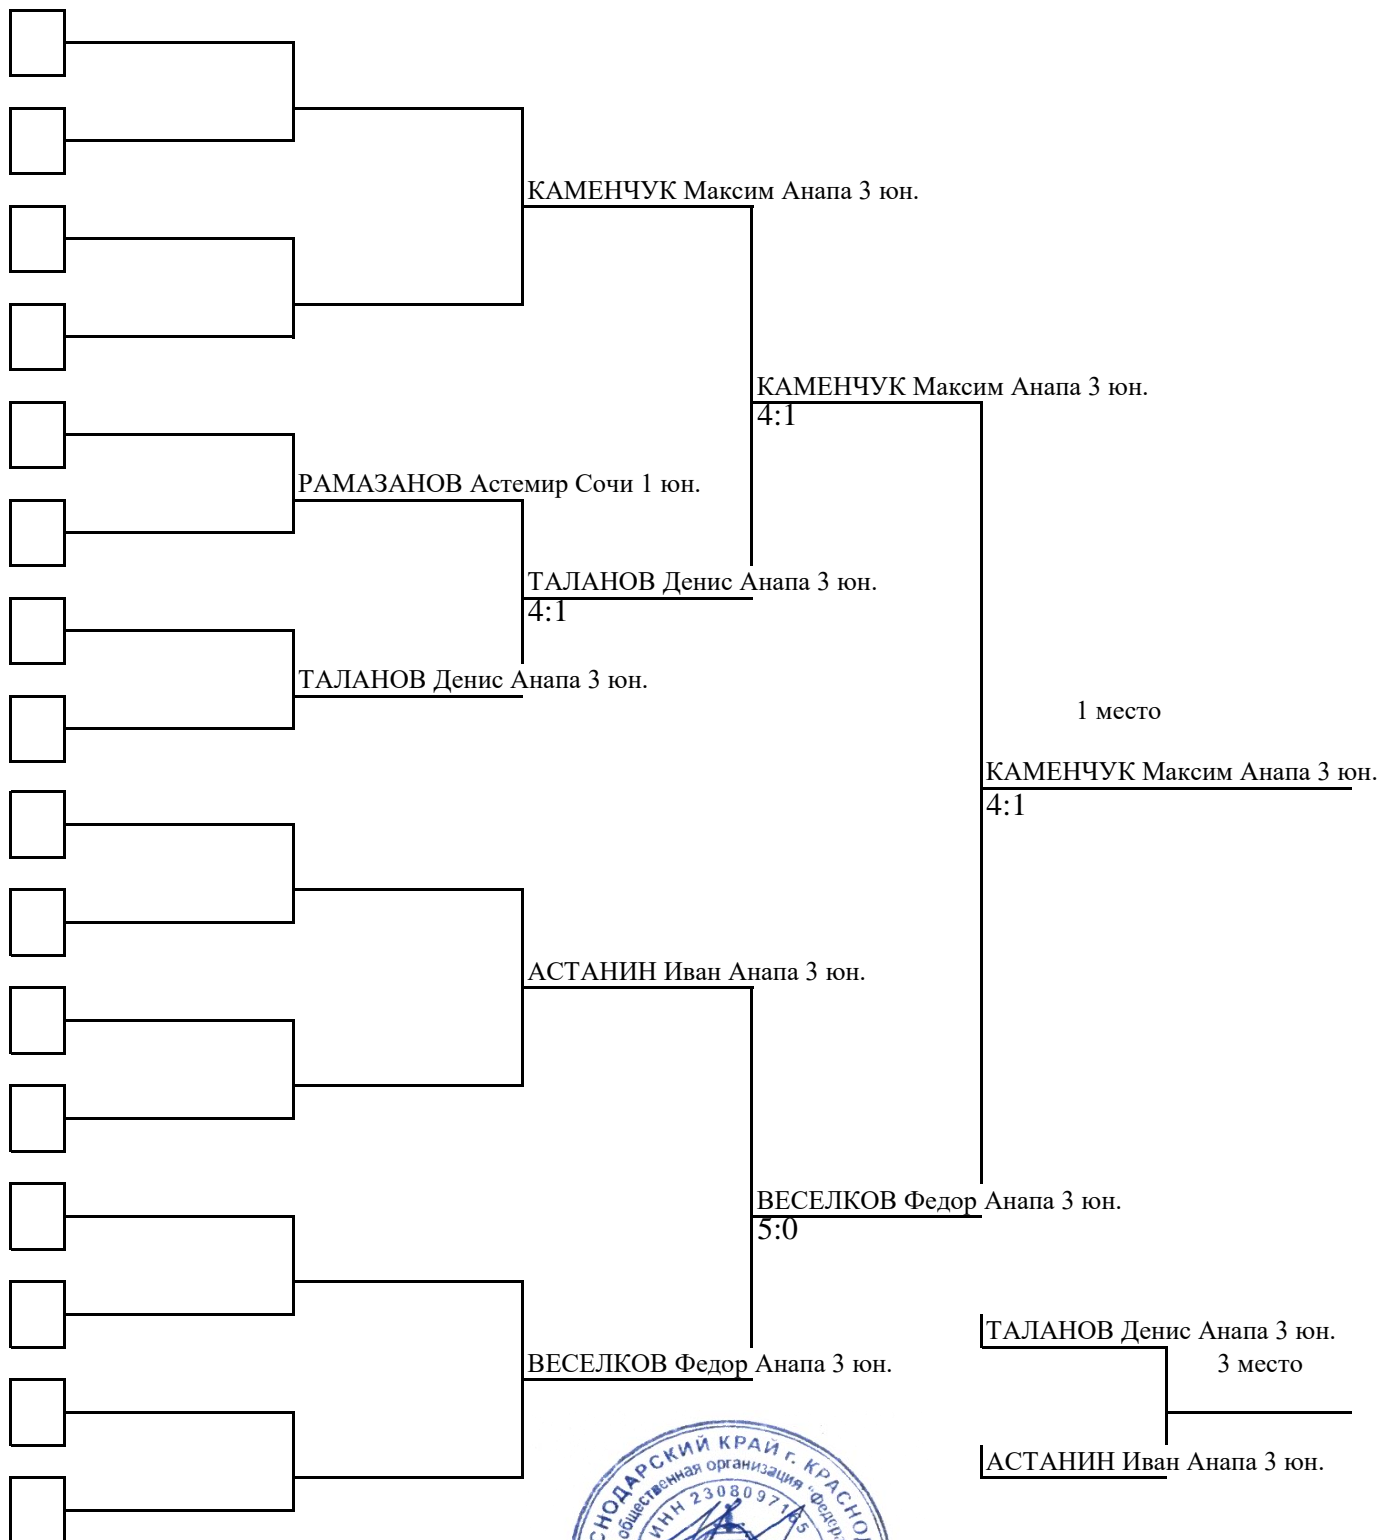 КАМЕНЧУК Максим Анапа 3 юн.
КАМЕНЧУК Максим Анапа 3 юн.
4:1
РАМАЗАНОВ Астемир Сочи 1 юн.
ТАЛАНОВ Денис Анапа 3 юн.
4:1
ТАЛАНОВ Денис Анапа 3 юн.
1 место
КАМЕНЧУК Максим Анапа 3 юн.
4:1
АСТАНИН Иван Анапа 3 юн.
ВЕСЕЛКОВ Федор Анапа 3 юн.
5:0
ТАЛАНОВ Денис Анапа 3 юн.
3 место
ВЕСЕЛКОВ Федор Анапа 3 юн.
АСТАНИН Иван Анапа 3 юн.
КРАЙ г.
общественная организация
ИНН 2308097165